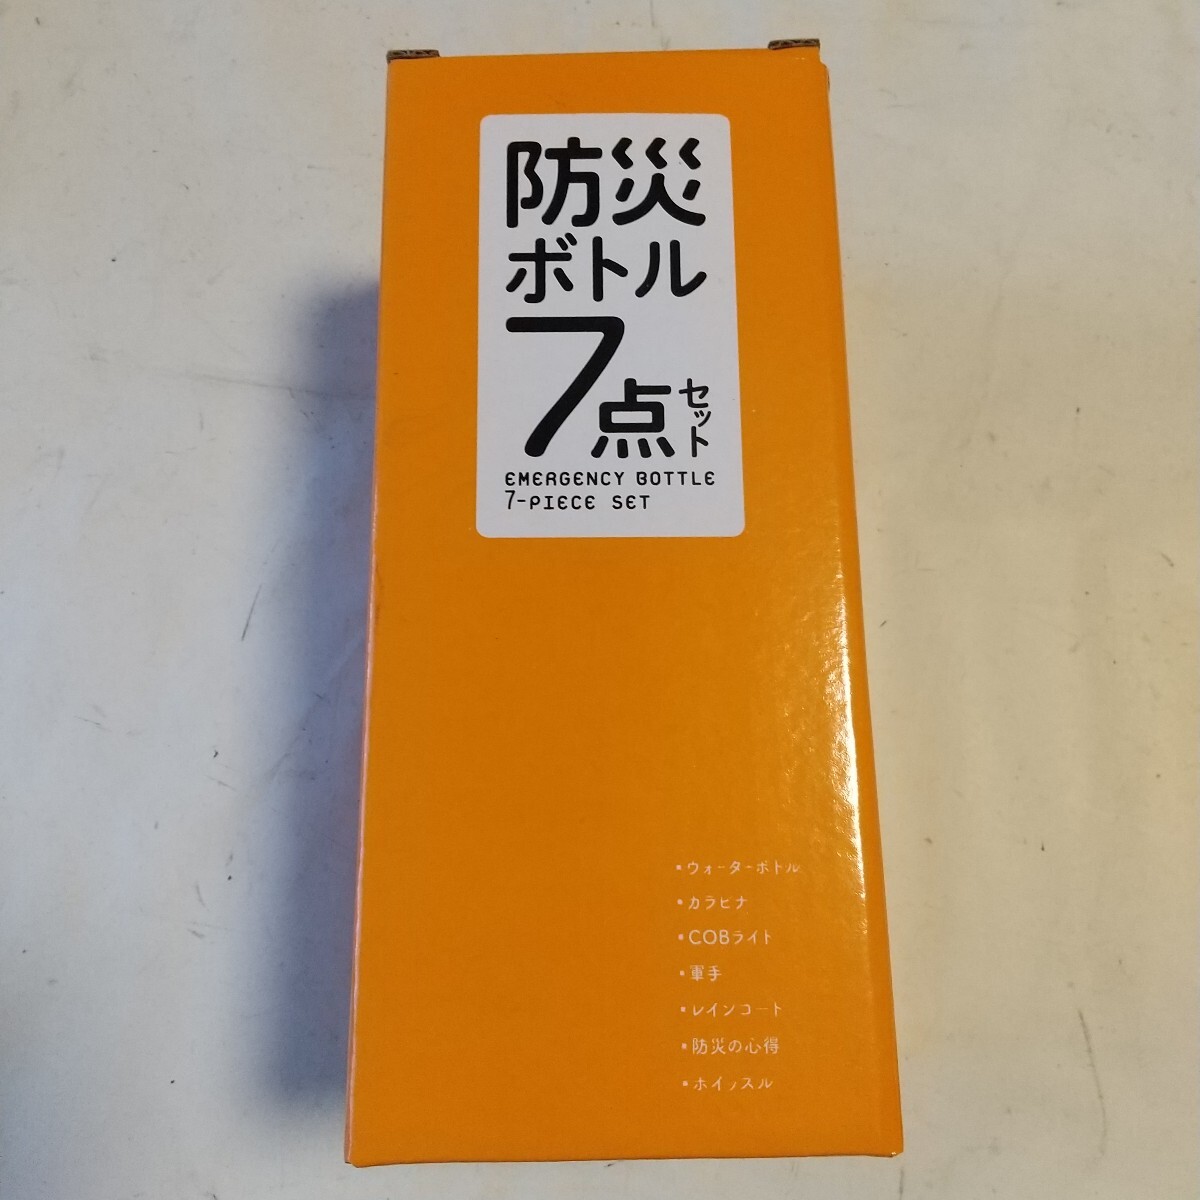 防災
ボトル
7点セット
EMERGENCY BOTTLE
7-PIECE SET
・ウォーターボトル
・カラビナ
・COBライト
・軍手
・レインコート
・防災の心得
・ホイッスル